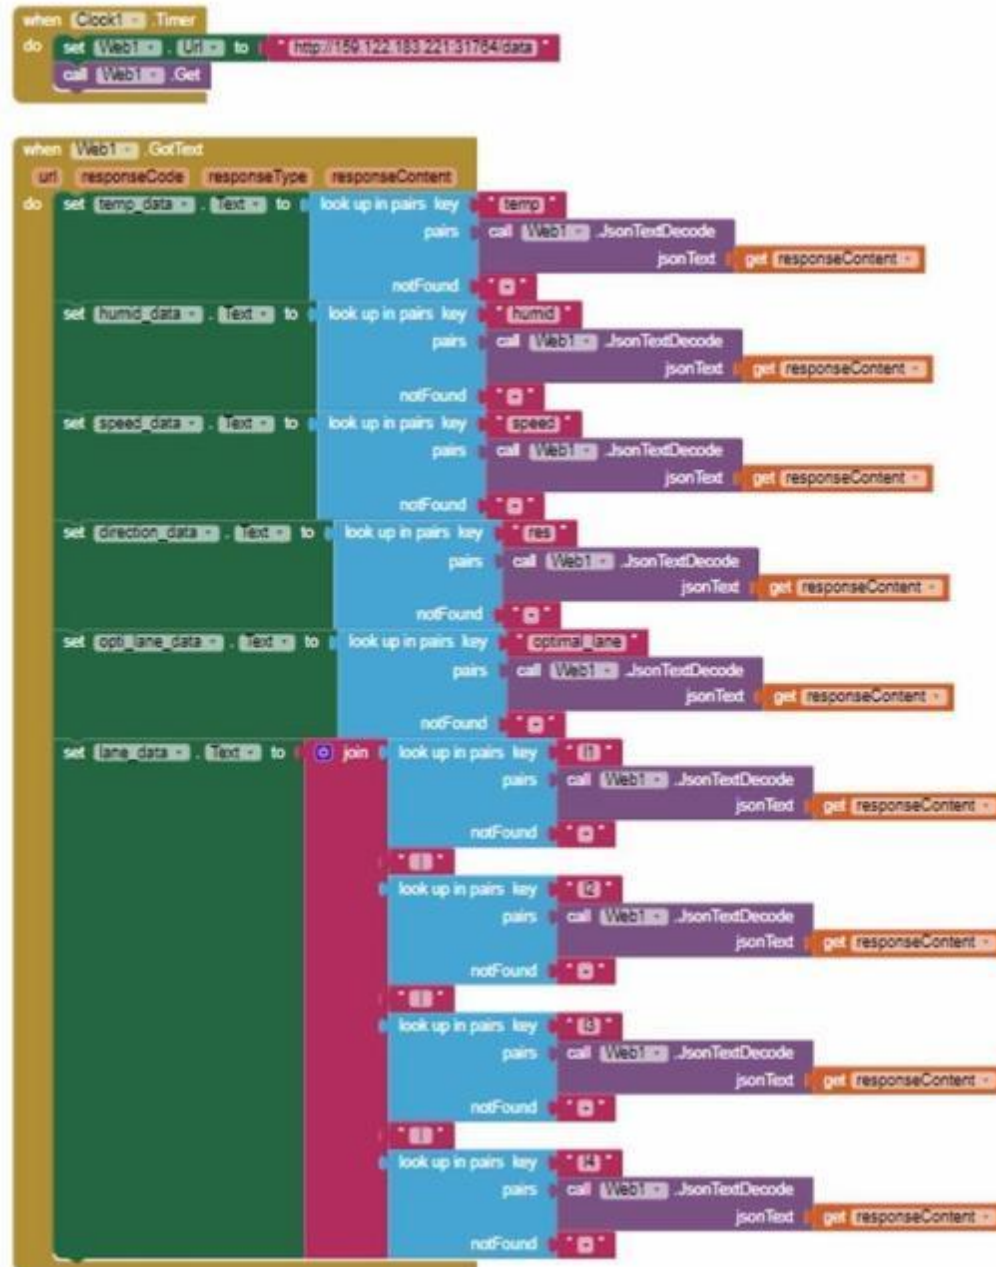 when Clock1 .Timer
do set Web1 . Url to " http://159.122.183.221:31764/data "
call Web1 .Get
when Web1 .GotText
url responseCode responseType responseContent
do set temp_data . Text to look up in pairs key " temp "
pairs call Web1 .JsonTextDecode
jsonText get responseContent
notFound " - "
set humid_data . Text to look up in pairs key " humid "
pairs call Web1 .JsonTextDecode
jsonText get responseContent
notFound " - "
set speed_data . Text to look up in pairs key " speed "
pairs call Web1 .JsonTextDecode
jsonText get responseContent
notFound " - "
set direction_data . Text to look up in pairs key " res "
pairs call Web1 .JsonTextDecode
jsonText get responseContent
notFound " - "
set opti_lane_data . Text to look up in pairs key " optimal_lane "
pairs call Web1 .JsonTextDecode
jsonText get responseContent
notFound " - "
set lane_data . Text to join look up in pairs key " l1 "
pairs call Web1 .JsonTextDecode
jsonText get responseContent
notFound " - "
" | "
look up in pairs key " l2 "
pairs call Web1 .JsonTextDecode
jsonText get responseContent
notFound " - "
" | "
look up in pairs key " l3 "
pairs call Web1 .JsonTextDecode
jsonText get responseContent
notFound " - "
" | "
look up in pairs key " l4 "
pairs call Web1 .JsonTextDecode
jsonText get responseContent
notFound " - "